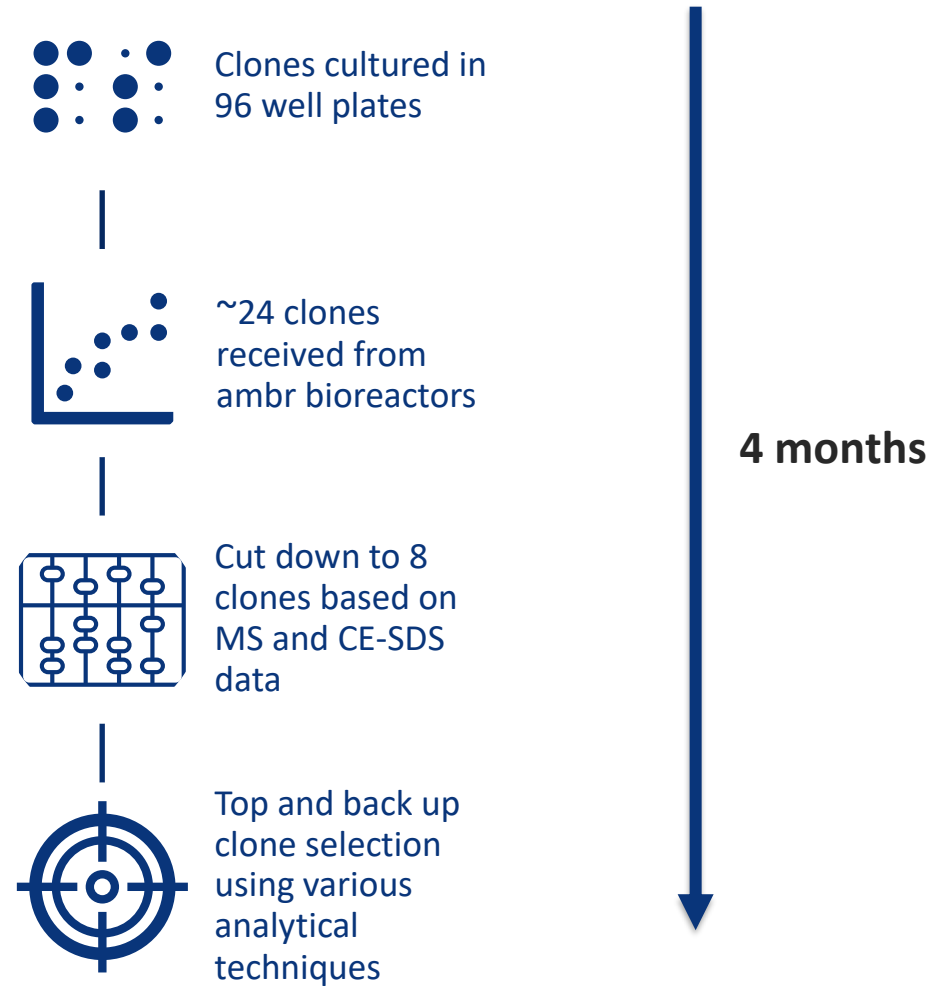 Clones cultured in
96 well plates
~24 clones
received from
ambr bioreactors
4 months
Cut down to 8
clones based on
MS and CE-SDS
data
Top and back up
clone selection
using various
analytical
techniques